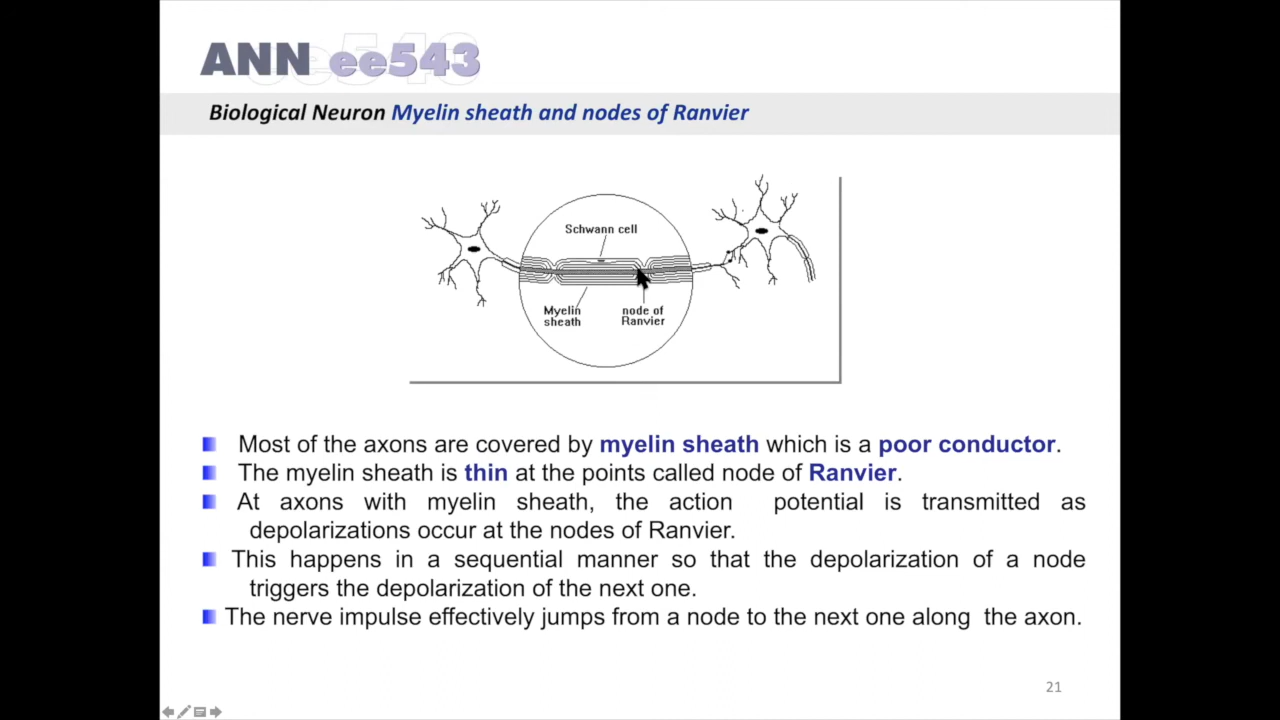 ANN ee543
Biological Neuron Myelin sheath and nodes of Ranvier
Schwann cell
Myelin
sheath
node of
Ranvier
Most of the axons are covered by myelin sheath which is a poor conductor.
The myelin sheath is thin at the points called node of Ranvier.
At axons with myelin sheath, the action potential is transmitted as
depolarizations occur at the nodes of Ranvier.
This happens in a sequential manner so that the depolarization of a node
triggers the depolarization of the next one.
The nerve impulse effectively jumps from a node to the next one along the axon.
21